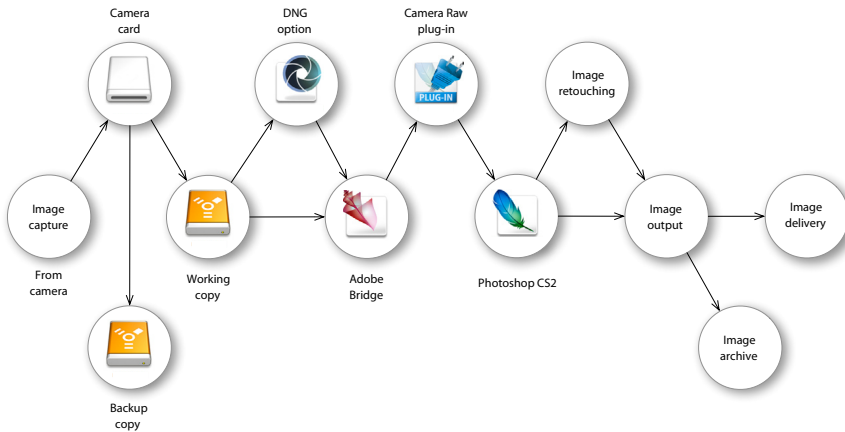 Camera
card
DNG
option
Camera Raw
plug-in
PLUG-IN
Image
retouching
Image
capture
From
camera
Working
copy
Adobe
Bridge
Photoshop CS2
Image
output
Image
delivery
Image
archive
Backup
copy